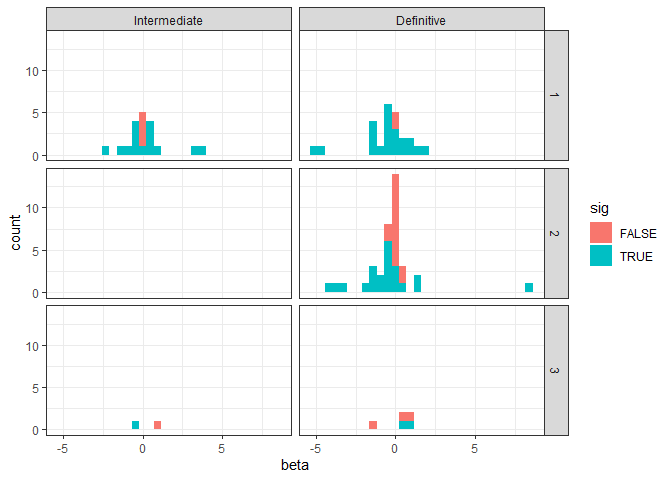 Intermediate Definitive
10
5
0
1
10
5
0
2
10
5
0
3
count
-5 0 5 -5 0 5
beta
sig
FALSE
TRUE